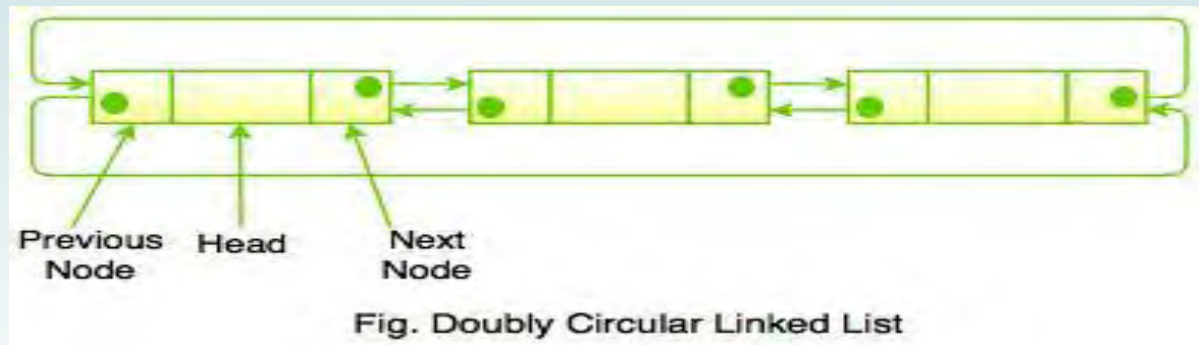 Previous
Node
Head
Next
Node
Fig. Doubly Circular Linked List